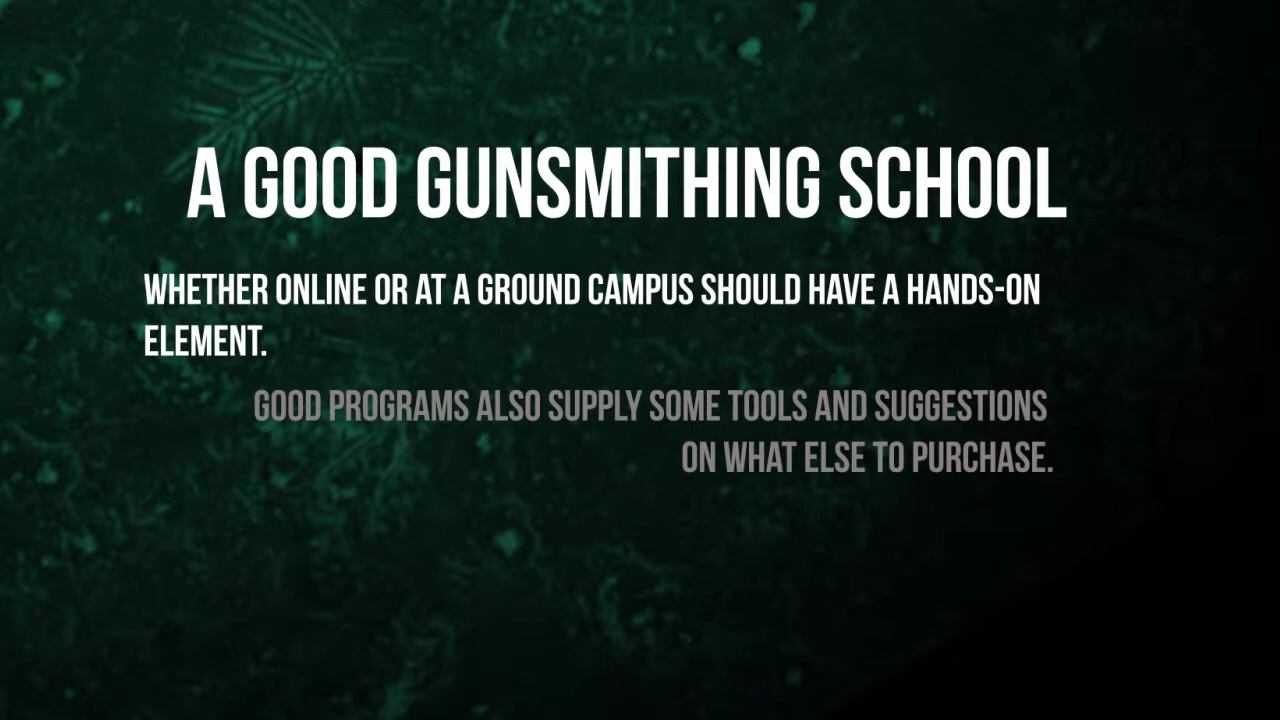 A GOOD GUNSMITHING SCHOOL
WHETHER ONLINE OR AT A GROUND CAMPUS SHOULD HAVE A HANDS-ON
ELEMENT.
GOOD PROGRAMS ALSO SUPPLY SOME TOOLS AND SUGGESTIONS
ON WHAT ELSE TO PURCHASE.